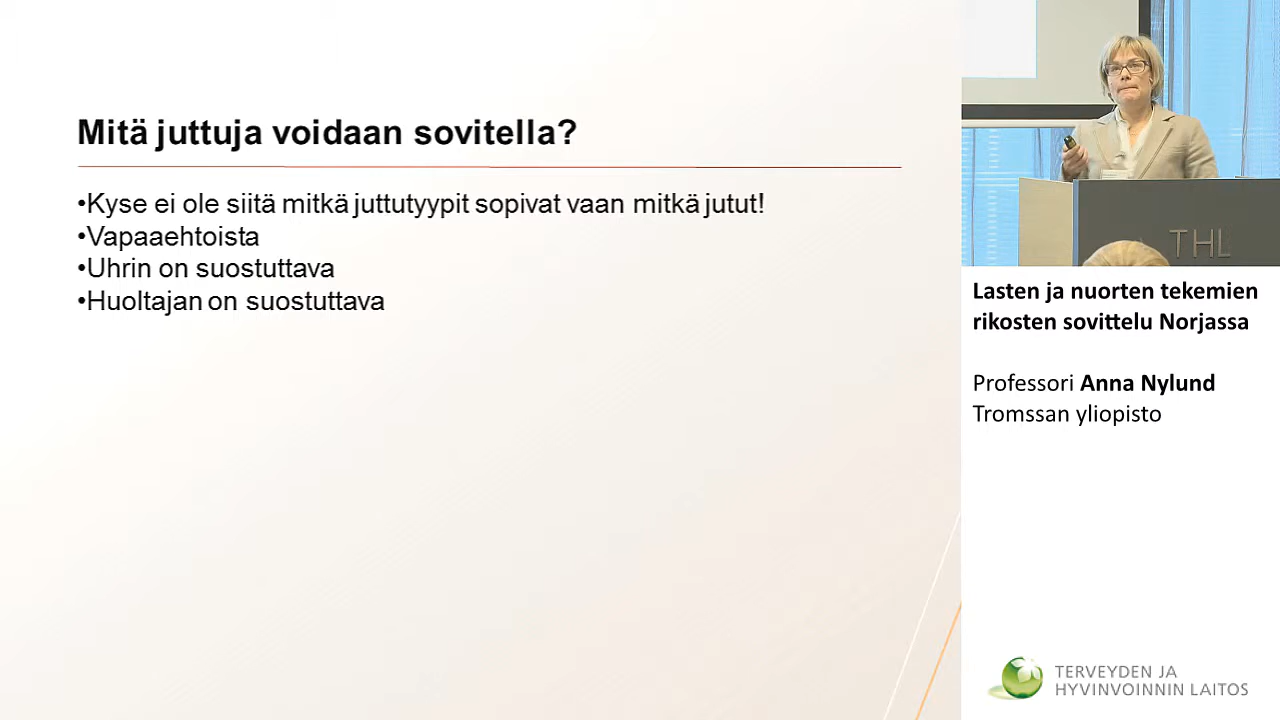 Mitä juttuja voidaan sovitella?
•Kyse ei ole siitä mitkä juttutyypit sopivat vaan mitkä jutut!
•Vapaaehtoista
•Uhrin on suostuttava
•Huoltajan on suostuttava
THL
Lasten ja nuorten tekemien
rikosten sovittelu Norjassa
Professori Anna Nylund
Tromssan yliopisto
TERVEYDEN JA
HYVINVOINNIN LAITOS